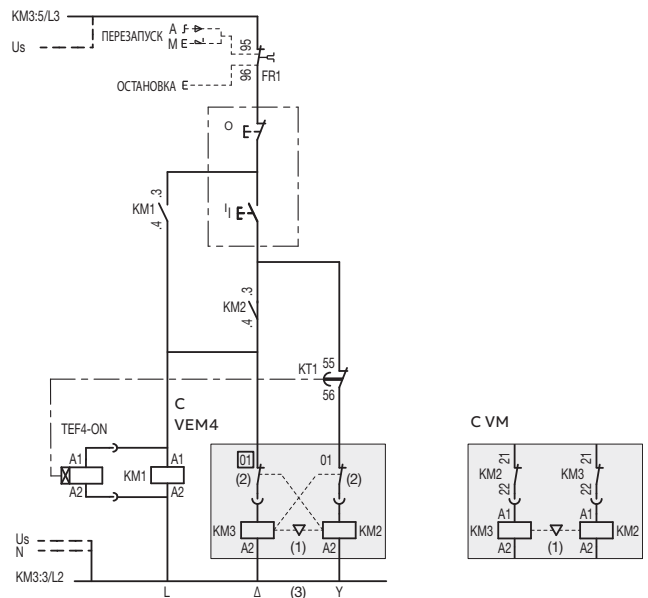 KM3:5/L3
Us
ПЕРЕЗАПУСК
A
M
95
96
FR1
ОСТАНОВКА
O
I
KM1
.3
.4
KM2
.3
.4
KT1
55
56
C
VEM4
TEF4-ON
A1
A2
KM1
A1
A2
01
(2)
01
(2)
KM3
A2
(1)
KM2
A2
C VM
KM2
21
22
KM3
21
22
A1
A1
KM3
A2
(1)
KM2
A2
Us
N
KM3:3/L2
L
Δ
(3)
Y